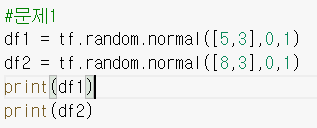 #문제1
df1 = tf.random.normal([5,3],0,1)
df2 = tf.random.normal([8,3],0,1)
print(df1)
print(df2)